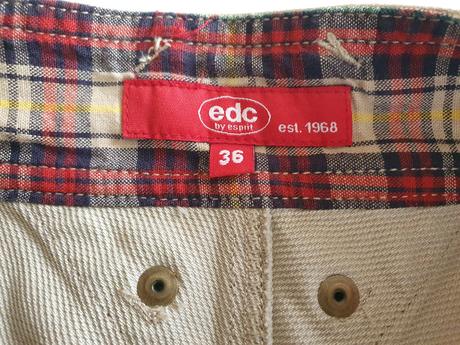 edc
by esprit
est. 1968
36